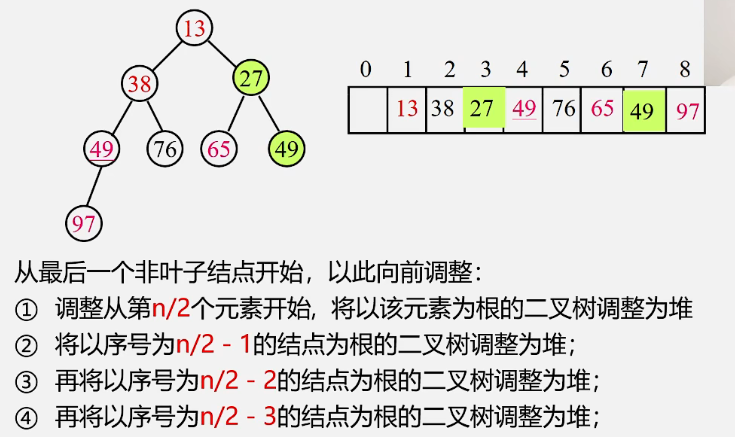 13
38 27
49 76 65 49
97
0 1 2 3 4 5 6 7 8
13 38 27 49 76 65 49 97
从最后一个非叶子结点开始，以此向前调整：
① 调整从第n/2个元素开始, 将以该元素为根的二叉树调整为堆
② 将以序号为n/2 - 1的结点为根的二叉树调整为堆；
③ 再将以序号为n/2 - 2的结点为根的二叉树调整为堆；
④ 再将以序号为n/2 - 3的结点为根的二叉树调整为堆；